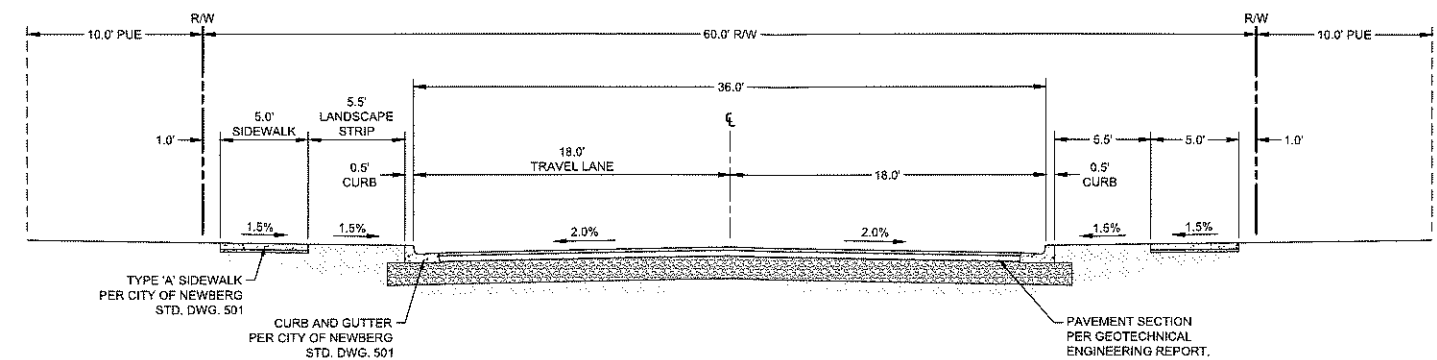 R/W
R/W
10.0' PUE
60.0' R/W
10.0' PUE
36.0'
5.0'
SIDEWALK
5.5'
LANDSCAPE
STRIP
℄
1.0'
18.0'
TRAVEL LANE
5.5'
5.0'
1.0'
0.5'
CURB
18.0'
0.5'
CURB
1.5%
1.5%
2.0%
2.0%
1.5%
1.5%
TYPE 'A' SIDEWALK
PER CITY OF NEWBERG
STD. DWG. 501
CURB AND GUTTER
PER CITY OF NEWBERG
STD. DWG. 501
PAVEMENT SECTION
PER GEOTECHNICAL
ENGINEERING REPORT.